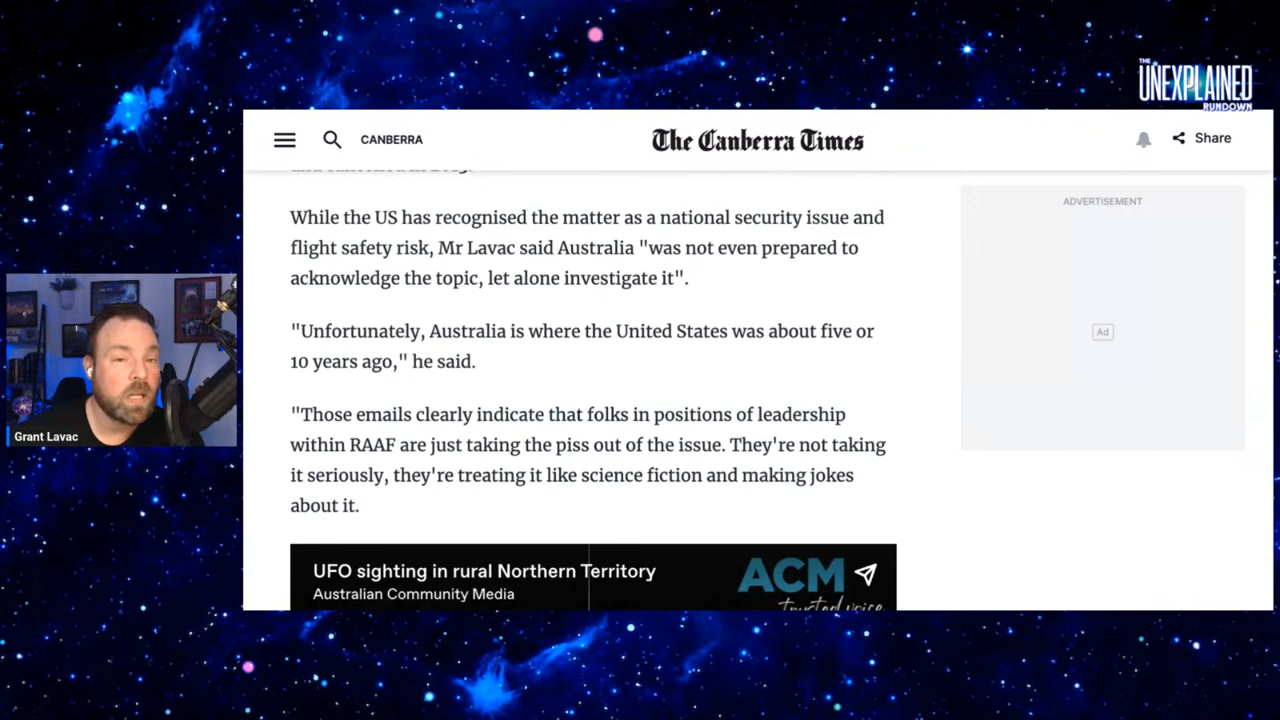 THE
UNEXPLAINED
RUNDOWN
CANBERRA
The Canberra Times
Share
ADVERTISEMENT
While the US has recognised the matter as a national security issue and
flight safety risk, Mr Lavac said Australia "was not even prepared to
acknowledge the topic, let alone investigate it".
"Unfortunately, Australia is where the United States was about five or
10 years ago," he said.
Ad
"Those emails clearly indicate that folks in positions of leadership
within RAAF are just taking the piss out of the issue. They're not taking
it seriously, they're treating it like science fiction and making jokes
about it.
Grant Lavac
UFO sighting in rural Northern Territory
Australian Community Media
ACM
trusted voice